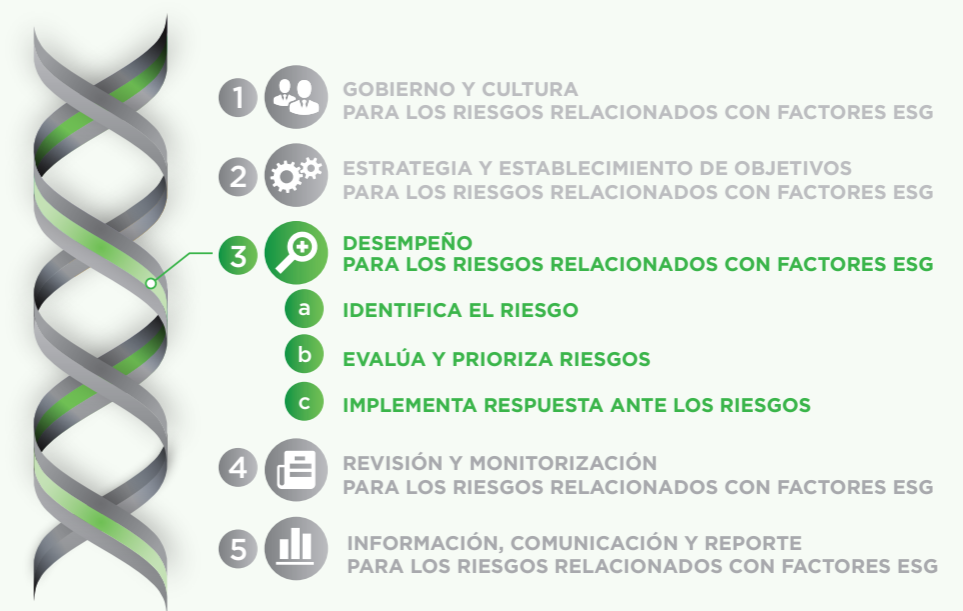 1
GOBIERNO Y CULTURA
PARA LOS RIESGOS RELACIONADOS CON FACTORES ESG
2
ESTRATEGIA Y ESTABLECIMIENTO DE OBJETIVOS
PARA LOS RIESGOS RELACIONADOS CON FACTORES ESG
3
DESEMPEÑO
PARA LOS RIESGOS RELACIONADOS CON FACTORES ESG
a IDENTIFICA EL RIESGO
b EVALÚA Y PRIORIZA RIESGOS
c IMPLEMENTA RESPUESTA ANTE LOS RIESGOS
4
REVISIÓN Y MONITORIZACIÓN
PARA LOS RIESGOS RELACIONADOS CON FACTORES ESG
5
INFORMACIÓN, COMUNICACIÓN Y REPORTE
PARA LOS RIESGOS RELACIONADOS CON FACTORES ESG